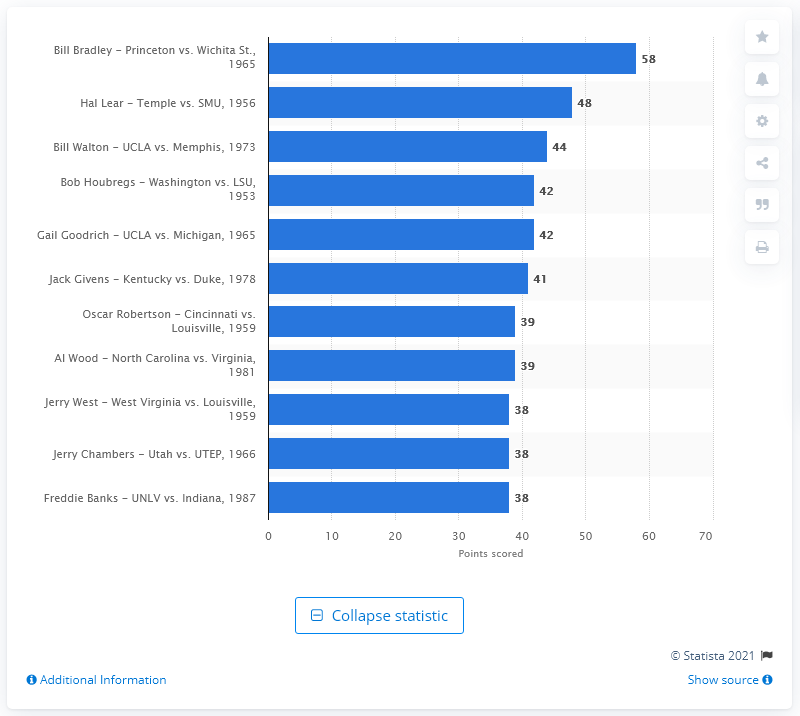 Bill Bradley – Princeton vs. Wichita St.,
1965
58
Hal Lear – Temple vs. SMU, 1956
48
Bill Walton – UCLA vs. Memphis, 1973
44
Bob Houbregs – Washington vs. LSU,
1953
42
Gail Goodrich – UCLA vs. Michigan, 1965
42
Jack Givens – Kentucky vs. Duke, 1978
41
Oscar Robertson – Cincinnati vs.
Louisville, 1959
39
Al Wood – North Carolina vs. Virginia,
1981
39
Jerry West – West Virginia vs. Louisville,
1959
38
Jerry Chambers – Utah vs. UTEP, 1966
38
Freddie Banks – UNLV vs. Indiana, 1987
38
0 10 20 30 40 50 60 70
Points scored
Collapse statistic
© Statista 2021
Additional Information
Show source